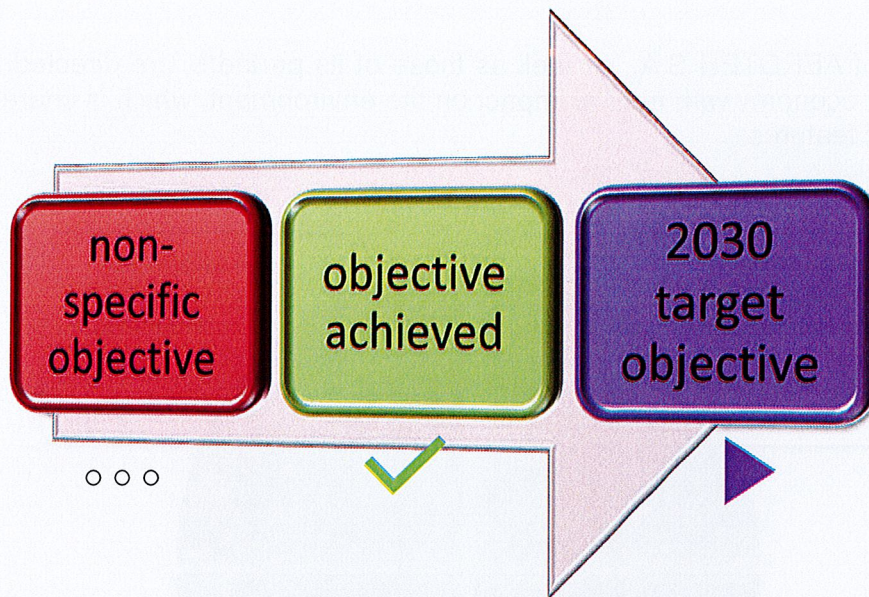 non-
specific
objective
objective
achieved
2030
target
objective